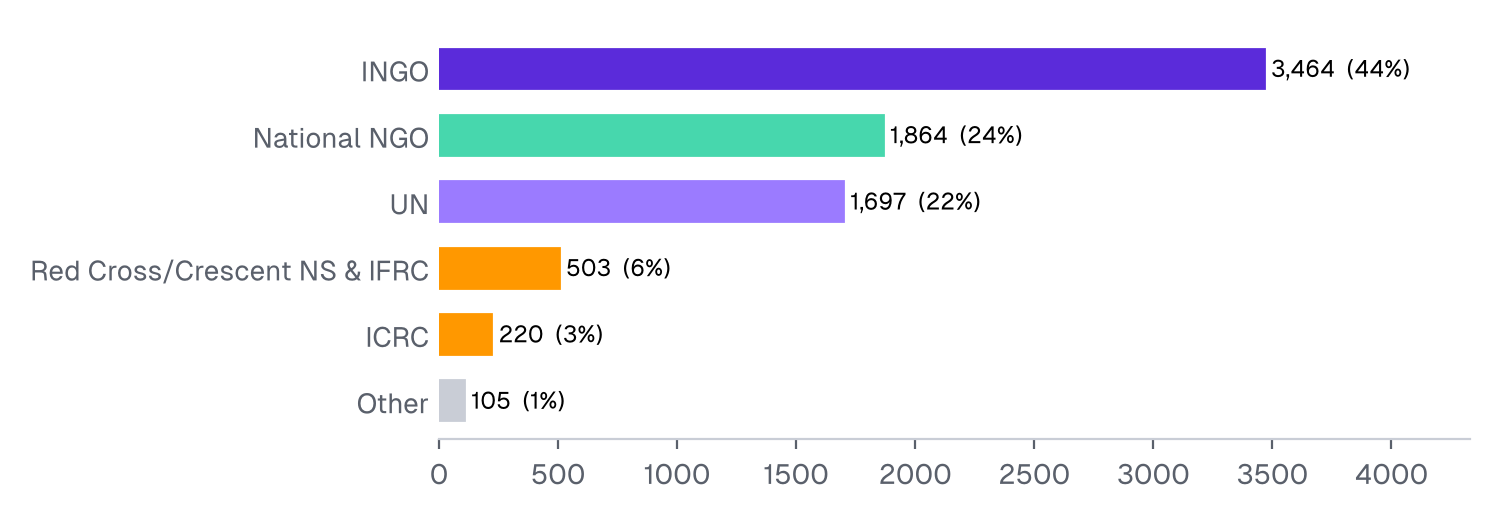 INGO 3,464 (44%)
National NGO 1,864 (24%)
UN 1,697 (22%)
Red Cross/Crescent NS & IFRC 503 (6%)
ICRC 220 (3%)
Other 105 (1%)
0 500 1000 1500 2000 2500 3000 3500 4000